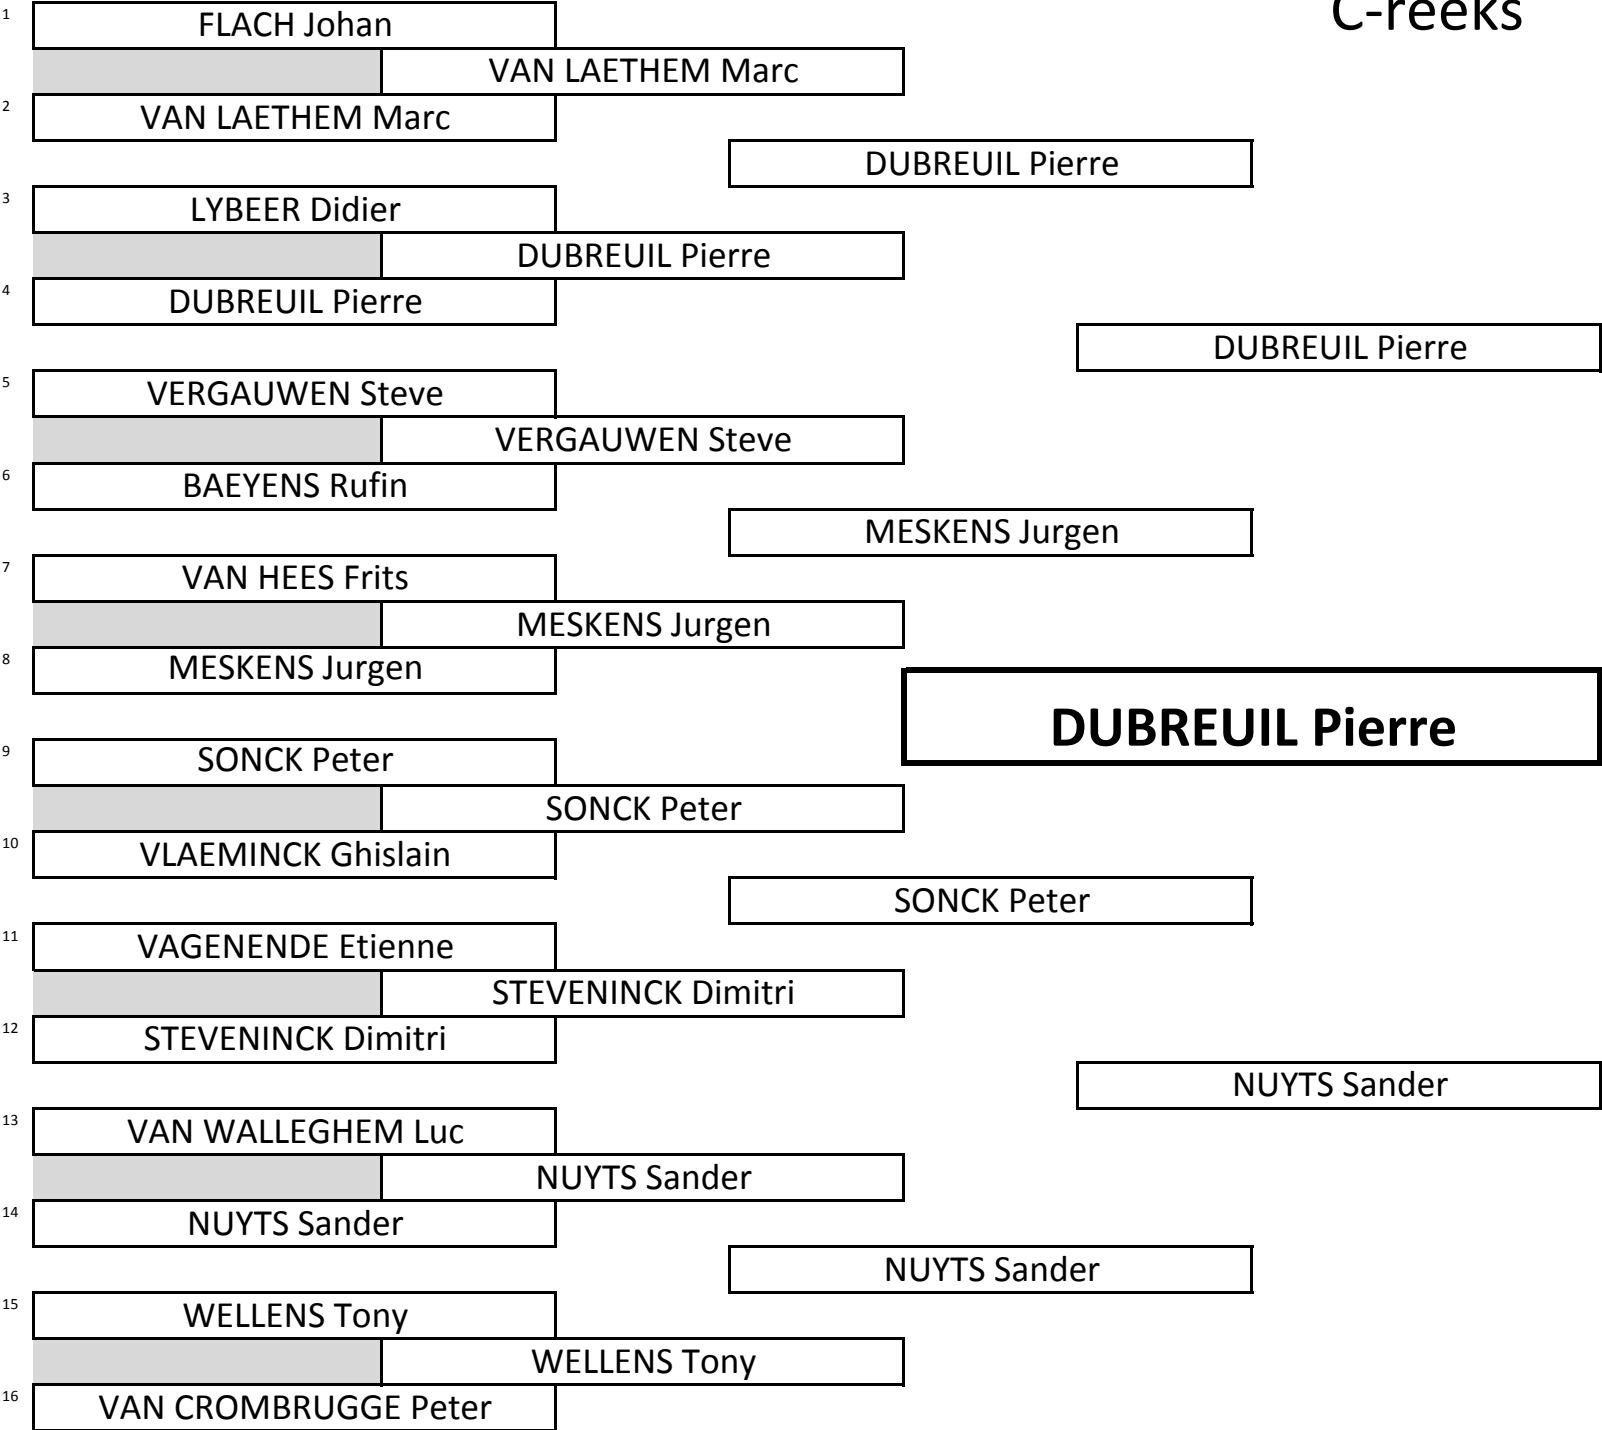 C-reeks
1
FLACH Johan
VAN LAETHEM Marc
2
VAN LAETHEM Marc
DUBREUIL Pierre
3
LYBEER Didier
DUBREUIL Pierre
4
DUBREUIL Pierre
DUBREUIL Pierre
5
VERGAUWEN Steve
VERGAUWEN Steve
6
BAEYENS Rufin
MESKENS Jurgen
7
VAN HEES Frits
MESKENS Jurgen
8
MESKENS Jurgen
DUBREUIL Pierre
9
SONCK Peter
SONCK Peter
10
VLAEMINCK Ghislain
SONCK Peter
11
VAGENENDE Etienne
STEVENINCK Dimitri
12
STEVENINCK Dimitri
NUYTS Sander
13
VAN WALLEGHEM Luc
NUYTS Sander
14
NUYTS Sander
NUYTS Sander
15
WELLENS Tony
WELLENS Tony
16
VAN CROMBRUGGE Peter